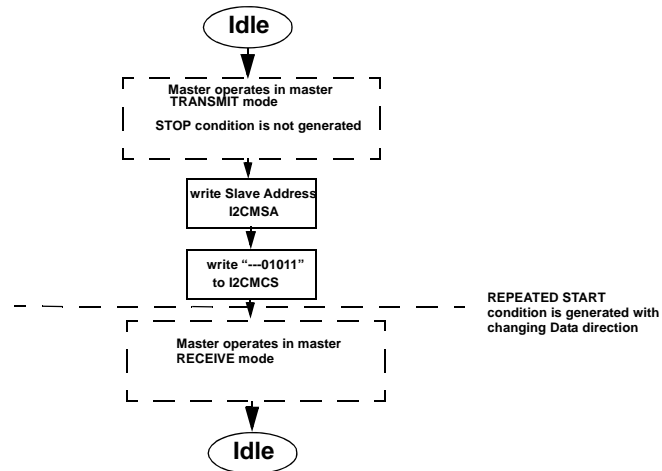 Idle
Master operates in master
TRANSMIT mode
STOP condition is not generated
write Slave Address
I2CMSA
write “---01011”
to I2CMCS
REPEATED START
condition is generated with
changing Data direction
Master operates in master
RECEIVE mode
Idle